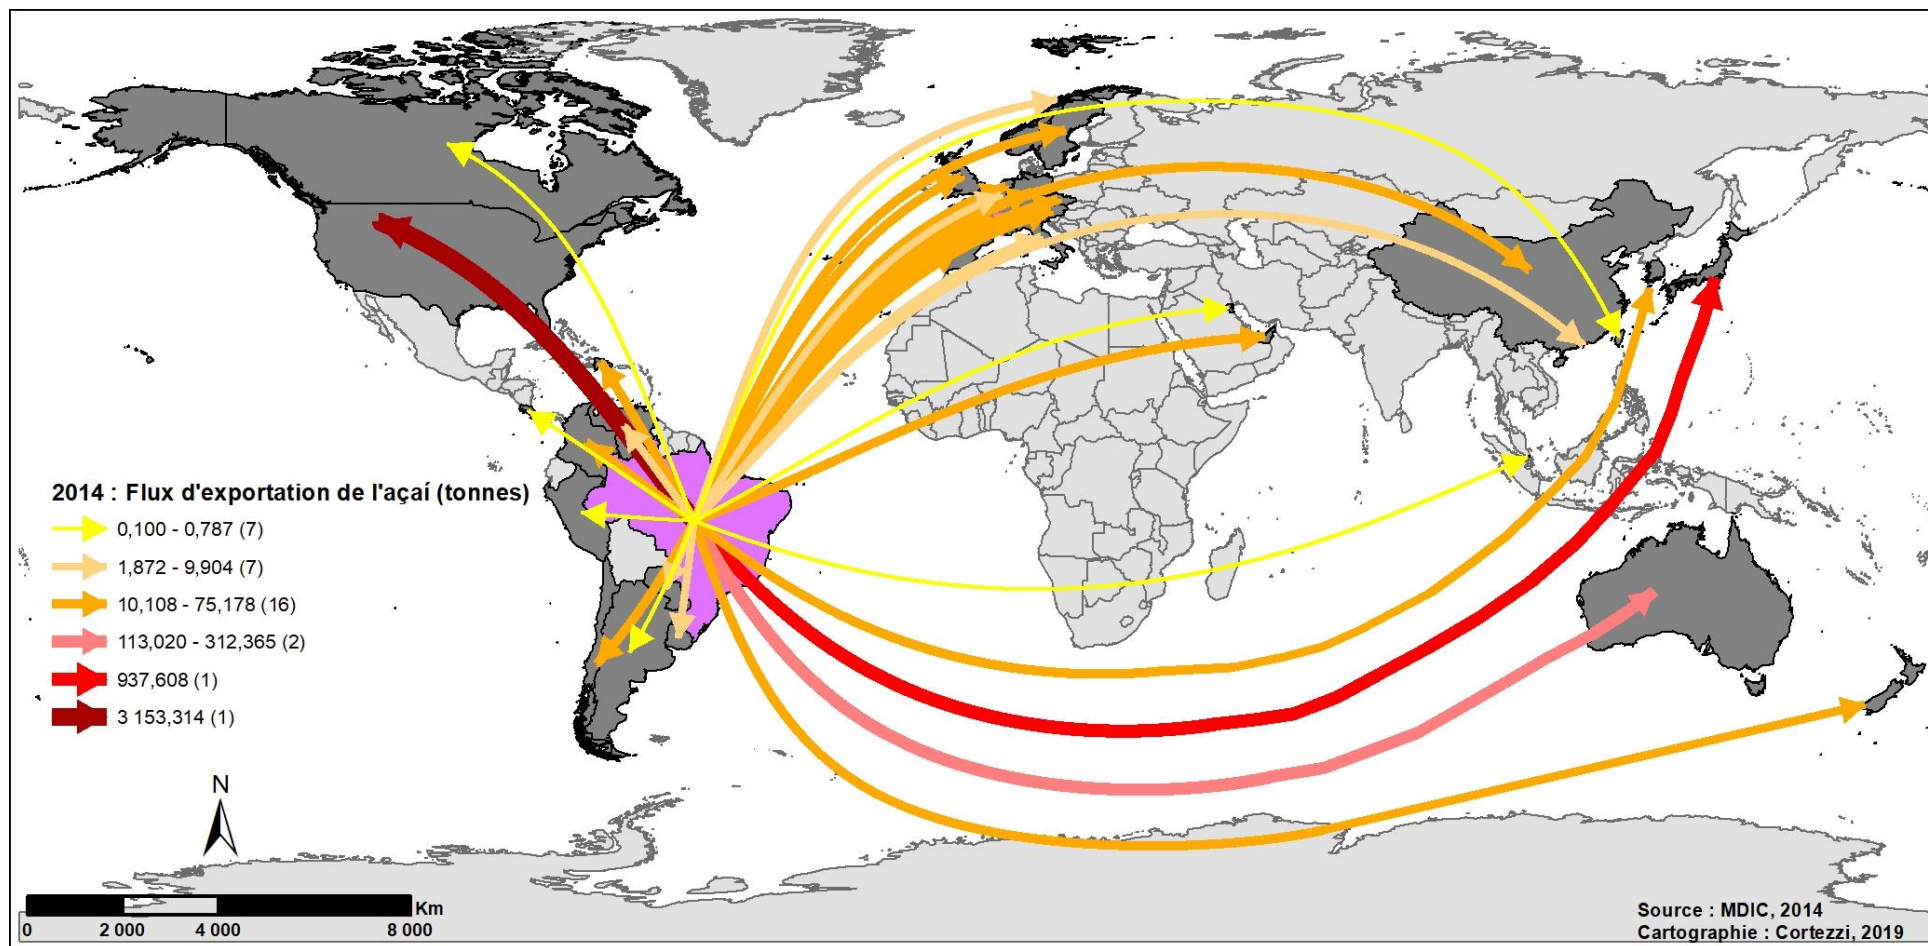 2014 : Flux d'exportation de l'açaí (tonnes)
0,100 - 0,787 (7)
1,872 - 9,904 (7)
10,108 - 75,178 (16)
113,020 - 312,365 (2)
937,608 (1)
3 153,314 (1)
N
Km
0 2 000 4 000 8 000
Source : MDIC, 2014
Cartographie : Cortezzi, 2019